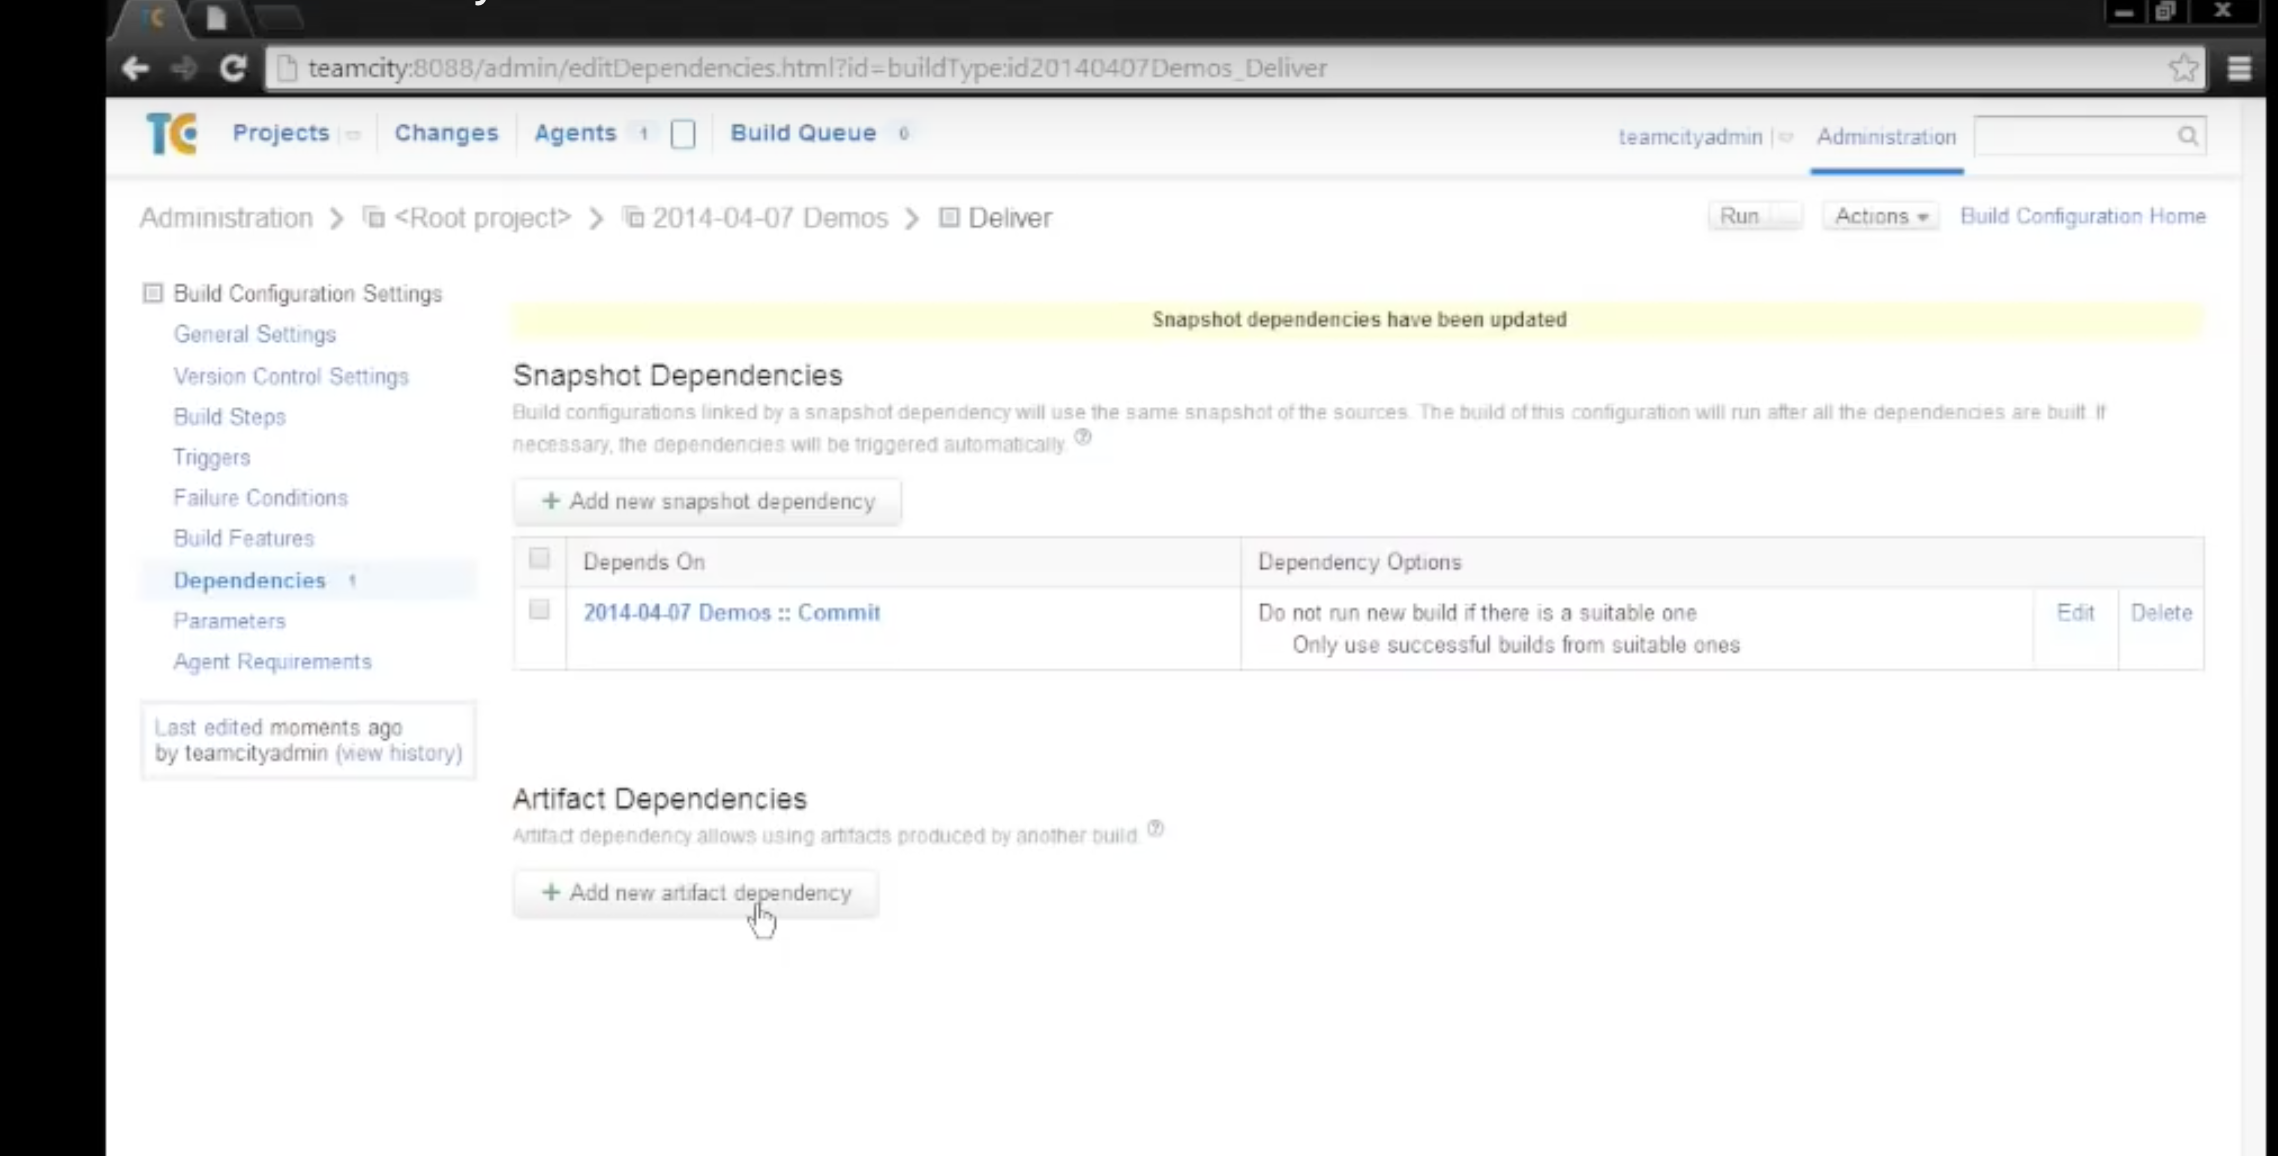 teamcity:8088/admin/editDependencies.html?id=buildType:id20140407Demos_Deliver
TC Projects Changes Agents 1 Build Queue 0 teamcityadmin Administration
Administration > <Root project> > 2014-04-07 Demos > Deliver Run Actions Build Configuration Home
Build Configuration Settings
General Settings
Version Control Settings
Build Steps
Triggers
Failure Conditions
Build Features
Dependencies 1
Parameters
Agent Requirements
Last edited moments ago
by teamcityadmin (view history)
Snapshot dependencies have been updated
Snapshot Dependencies
Build configurations linked by a snapshot dependency will use the same snapshot of the sources. The build of this configuration will run after all the dependencies are built. If
necessary, the dependencies will be triggered automatically.
+ Add new snapshot dependency
Depends On Dependency Options
2014-04-07 Demos :: Commit Do not run new build if there is a suitable one Edit Delete
Only use successful builds from suitable ones
Artifact Dependencies
Artifact dependency allows using artifacts produced by another build.
+ Add new artifact dependency